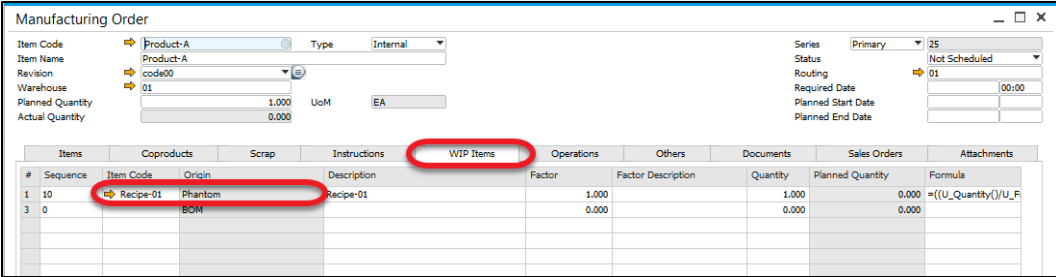 Manufacturing Order
Item Code Product-A Type Internal Series Primary 25
Item Name Product-A Status Not Scheduled
Revision code00 Routing 01
Warehouse 01 Required Date 00:00
Planned Quantity 1.000 UoM EA Planned Start Date
Actual Quantity 0.000 Planned End Date
Items Coproducts Scrap Instructions WIP Items Operations Others Documents Sales Orders Attachments
# Sequence Item Code Origin Description Factor Factor Description Quantity Planned Quantity Formula
1 10 Recipe-01 Phantom Recipe-01 1.000 1.000 0.000 =((U_Quantity()/U_F
3 0 BOM 0.000 0.000 0.000